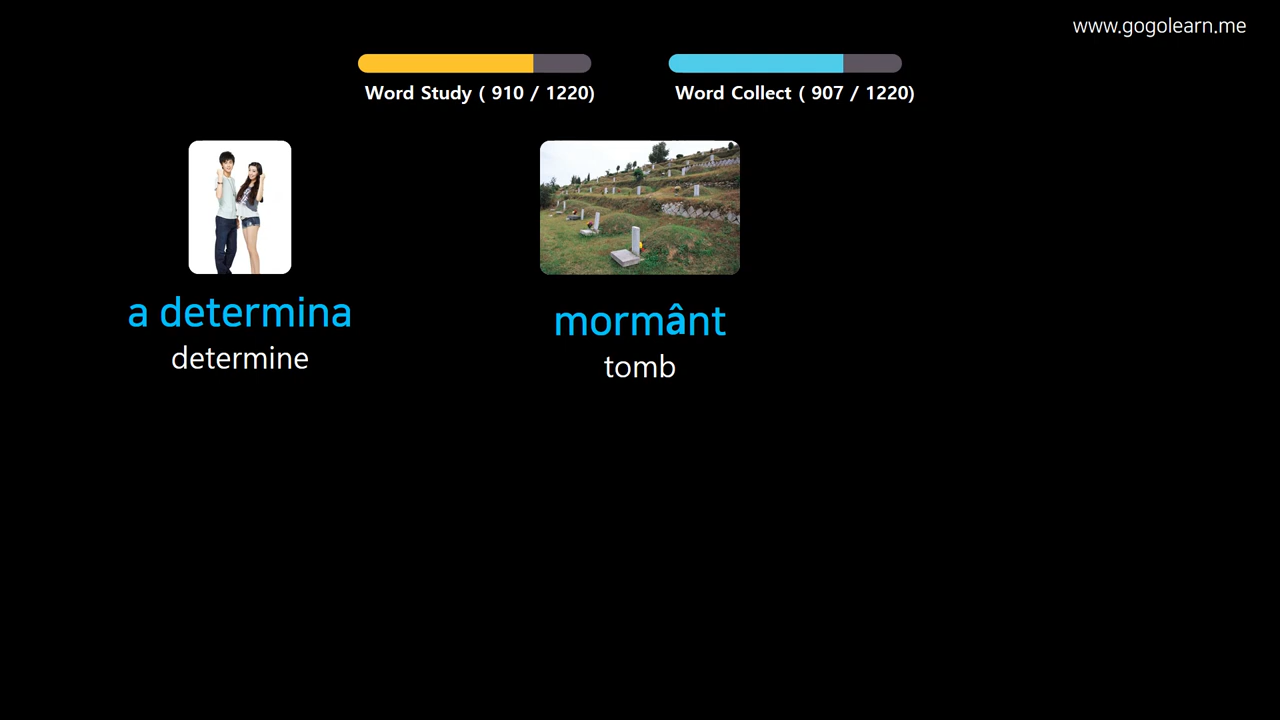 www.gogolearn.me
Word Study ( 910 / 1220)
Word Collect ( 907 / 1220)
a determina
determine
mormânt
tomb